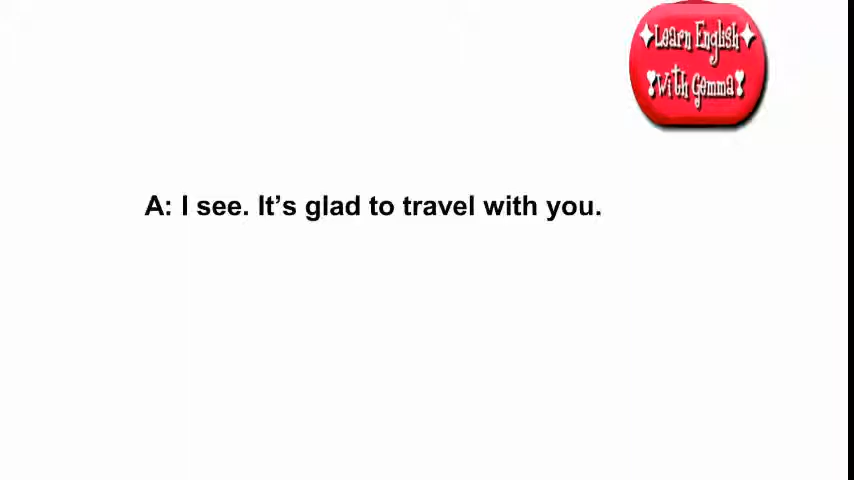 ✦Learn English✦
❣With Gemma❣
A: I see. It’s glad to travel with you.